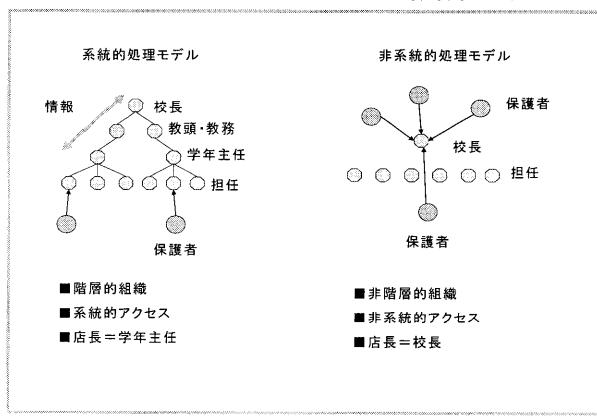 系統的処理モデル
情報
校長
教頭・教務
学年主任
担任
保護者
■階層的組織
■系統的アクセス
■店長＝学年主任
非系統的処理モデル
保護者
校長
担任
保護者
■非階層的組織
■非系統的アクセス
■店長＝校長